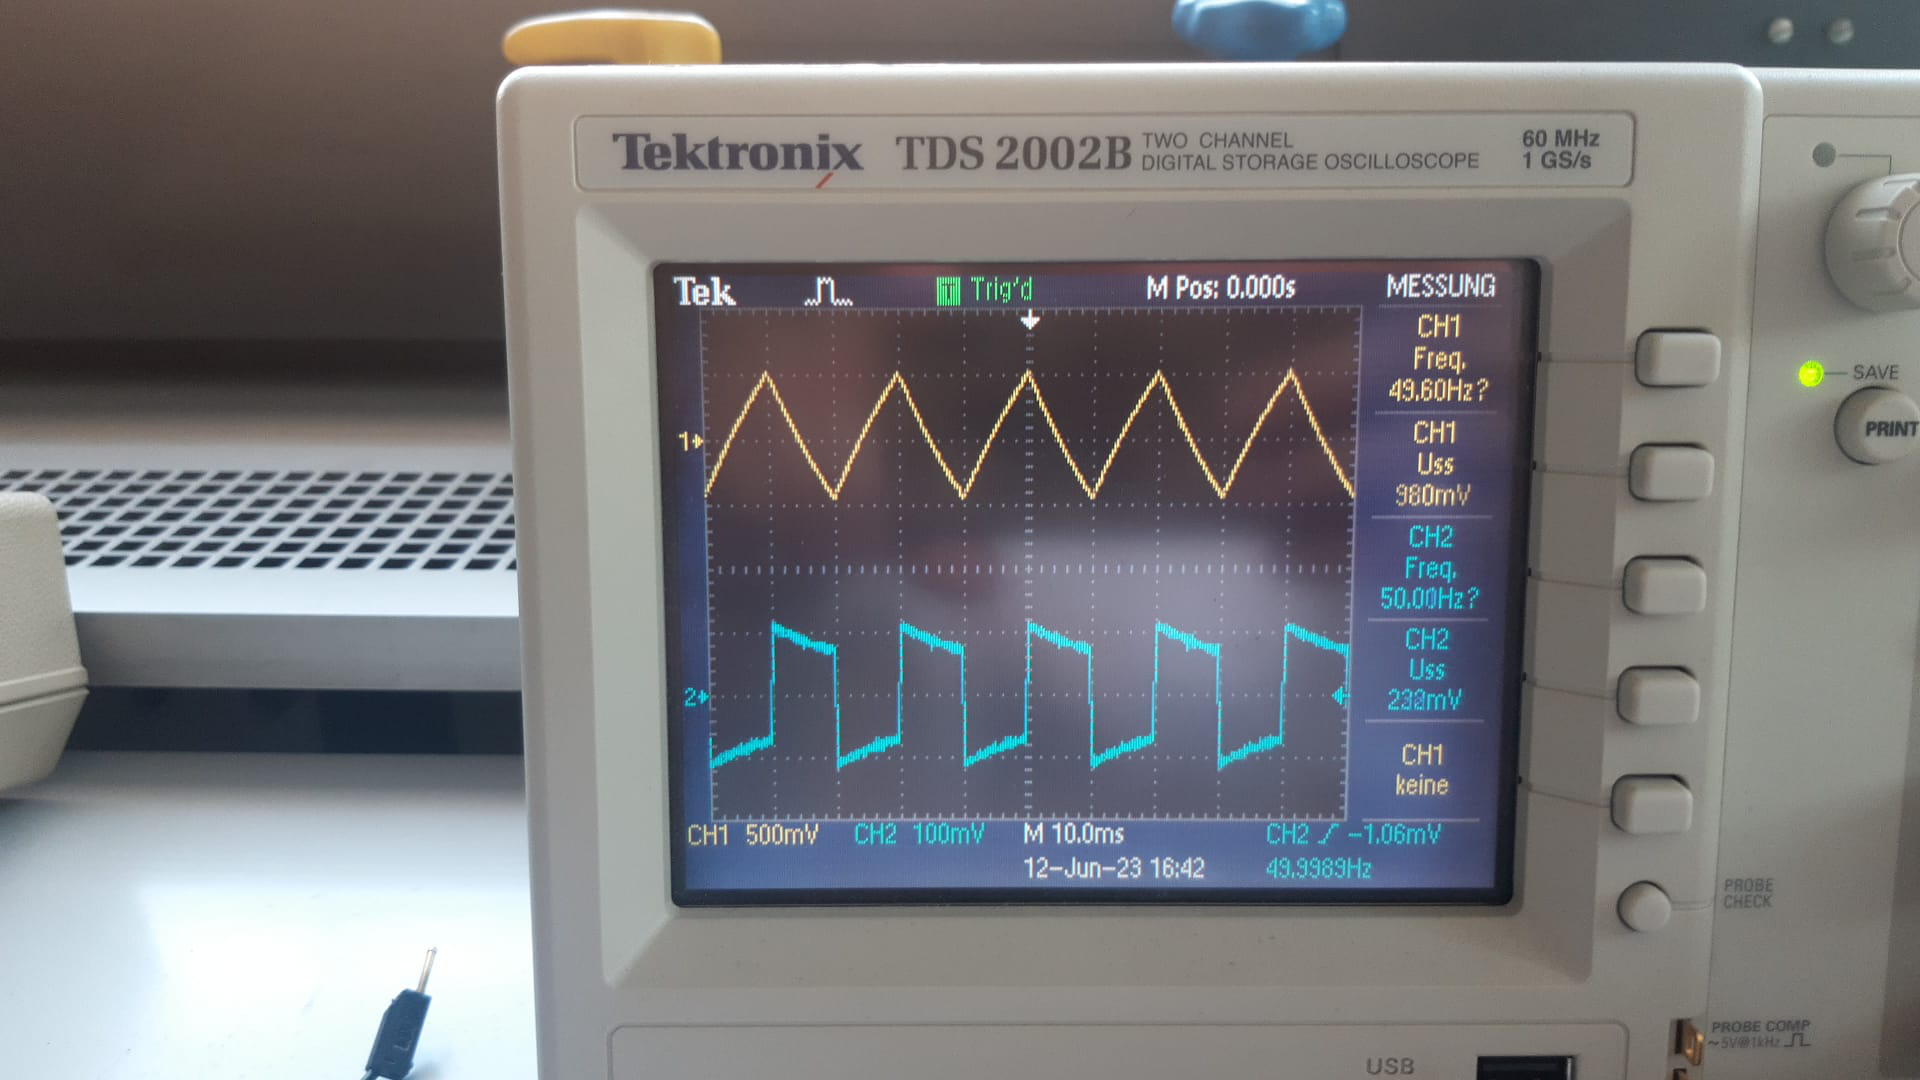 Tektronix TDS 2002B TWO CHANNEL DIGITAL STORAGE OSCILLOSCOPE 60 MHz 1 GS/s
Tek T Trig'd M Pos: 0.000s MESSUNG
CH1
Freq.
49.60Hz?
1
CH1
Uss
980mV
CH2
Freq.
50.00Hz?
CH2
Uss
2
CH1
keine
CH1 500mV CH2 100mV M 10.0ms CH2 -1.06mV
12-Jun-23 16:42 49.9989Hz
SAVE
PRINT
PROBE
CHECK
PROBE COMP
~5V@1kHz
USB